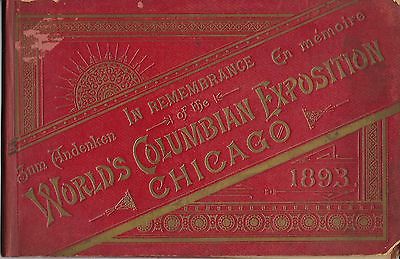 Zum Andenken In Remembrance En mémoire
of the
World's Columbian Exposition
Chicago
1893.